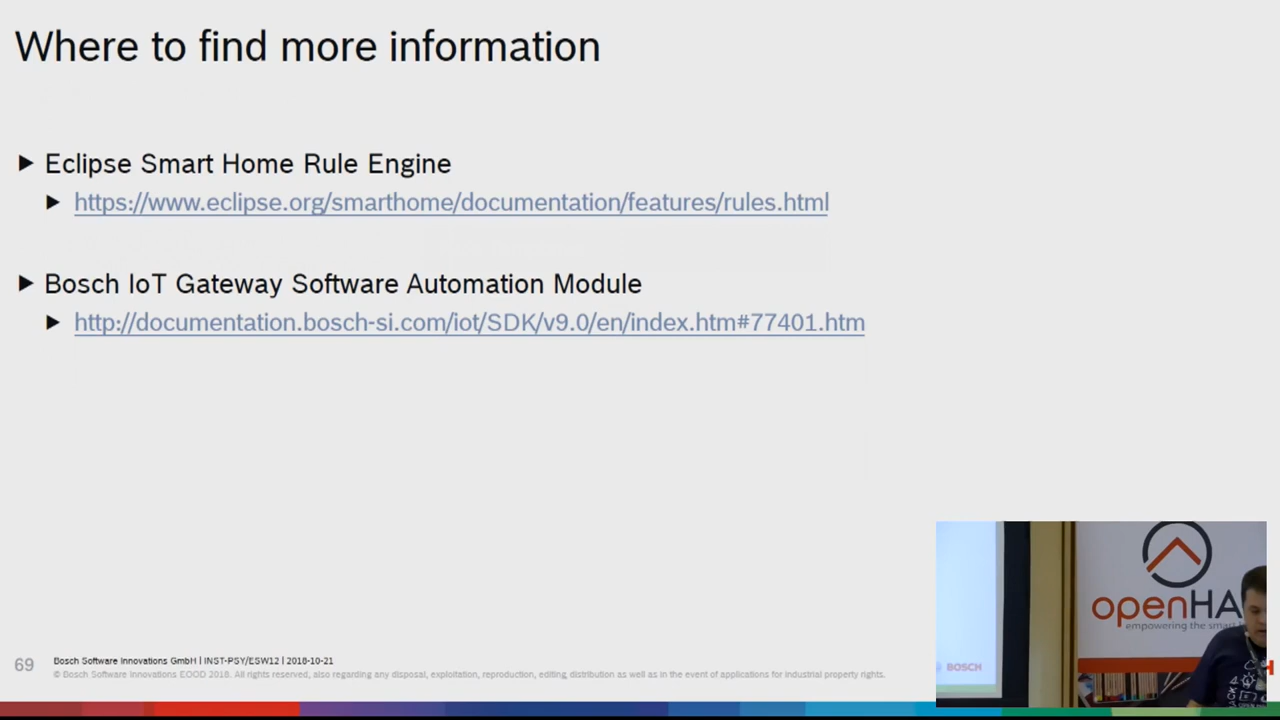 Where to find more information
Eclipse Smart Home Rule Engine
https://www.eclipse.org/smarthome/documentation/features/rules.html
Bosch IoT Gateway Software Automation Module
http://documentation.bosch-si.com/iot/SDK/v9.0/en/index.htm#77401.htm
69
Bosch Software Innovations GmbH | INST-PSY/ESW12 | 2018-10-21
© Bosch Software Innovations EOOD 2018. All rights reserved, also regarding any disposal, exploitation, reproduction, editing, distribution as well as in the event of applications for industrial property rights.
openHA
empowering the smart
BOSCH